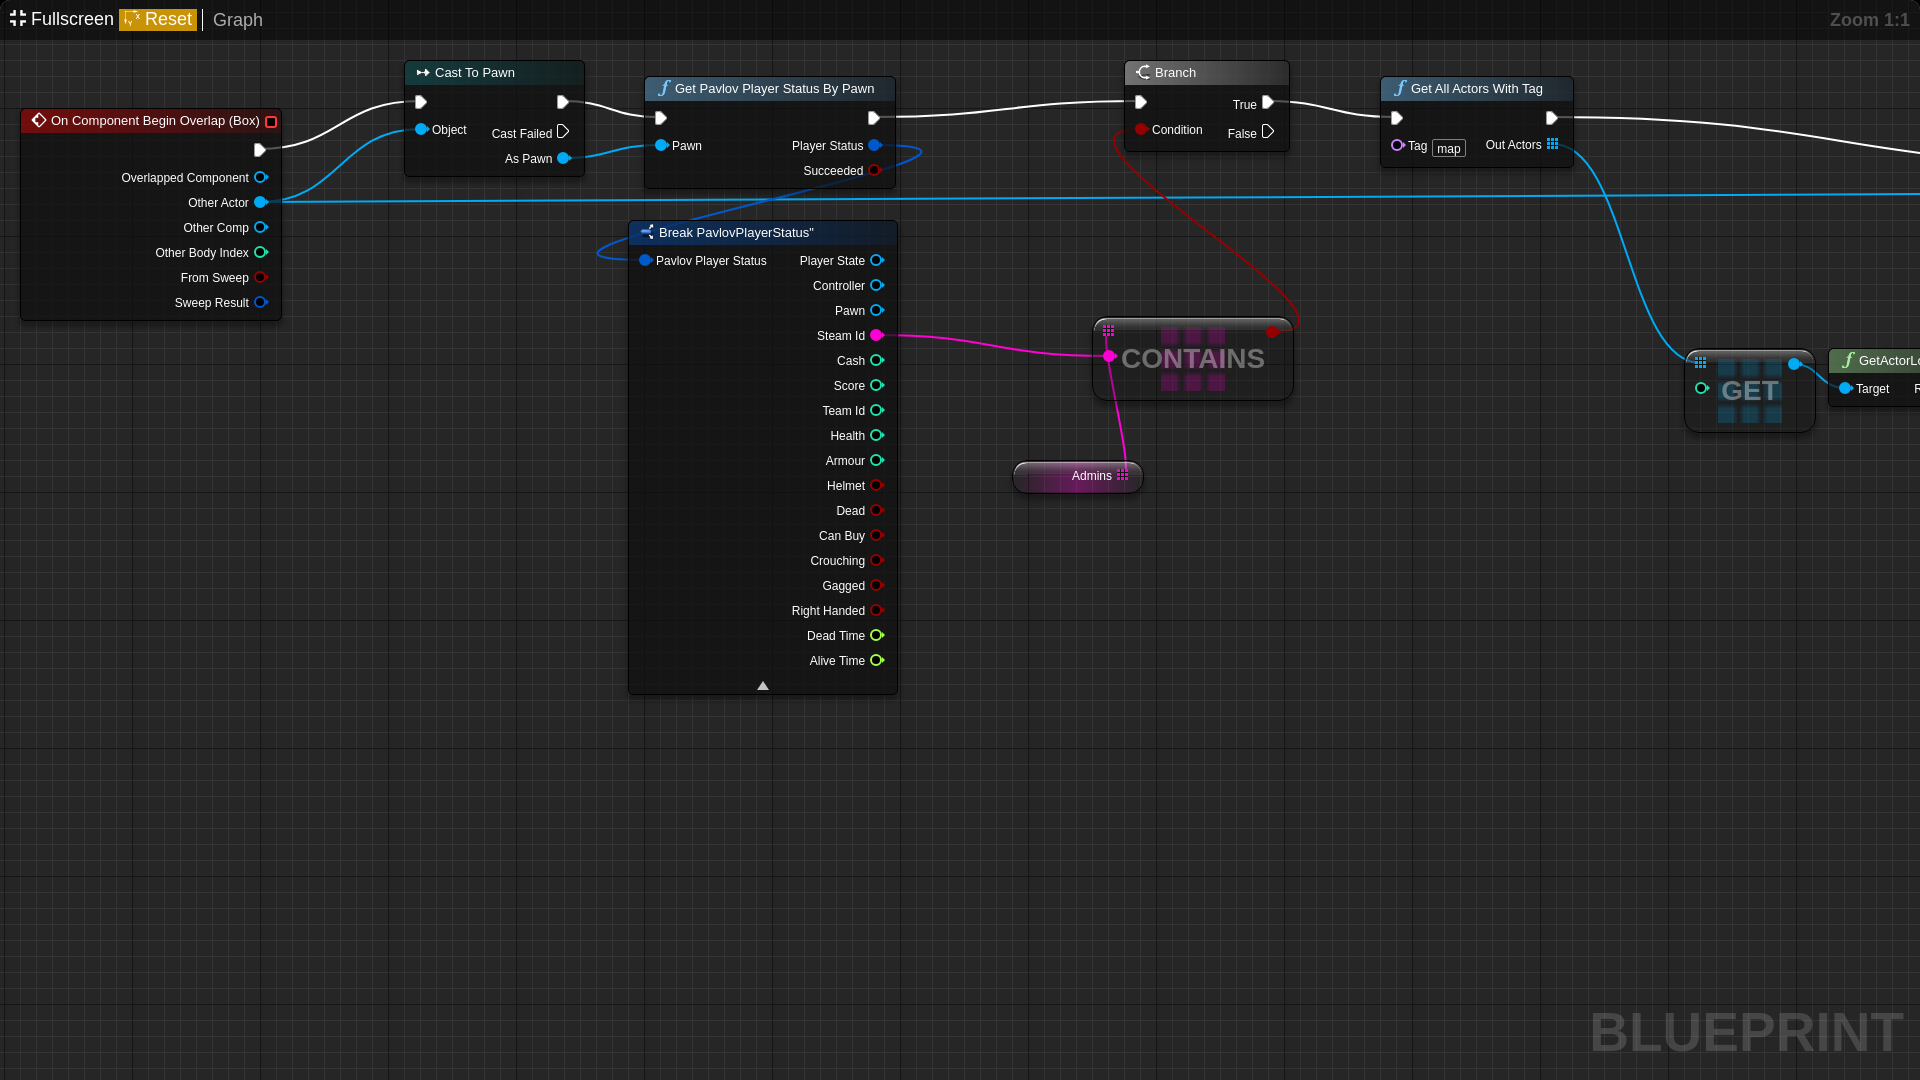 Fullscreen Reset Graph
Zoom 1:1
On Component Begin Overlap (Box)
Overlapped Component
Other Actor
Other Comp
Other Body Index
From Sweep
Sweep Result
Cast To Pawn
Object
Cast Failed
As Pawn
Get Pavlov Player Status By Pawn
Pawn
Player Status
Succeeded
Break PavlovPlayerStatus"
Pavlov Player Status
Player State
Controller
Pawn
Steam Id
Cash
Score
Team Id
Health
Armour
Helmet
Dead
Can Buy
Crouching
Gagged
Right Handed
Dead Time
Alive Time
Branch
True
Condition
False
CONTAINS
Admins
Get All Actors With Tag
Tag map
Out Actors
GET
GetActorLo
Target
R
BLUEPRINT